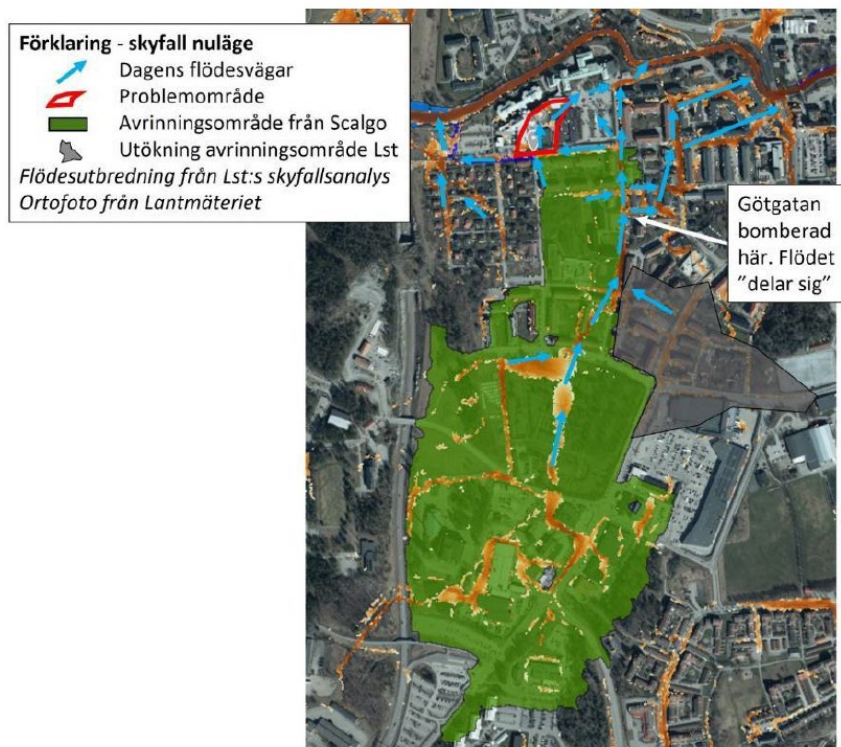 Förklaring - skyfall nuläge
Dagens flödesvägar
Problemområde
Avrinningsområde från Scalgo
Utökning avrinningsområde Lst
Flödesutbredning från Lst:s skyfallsanalys
Ortofoto från Lantmäteriet
Götgatan
bomberad
här. Flödet
"delar sig"